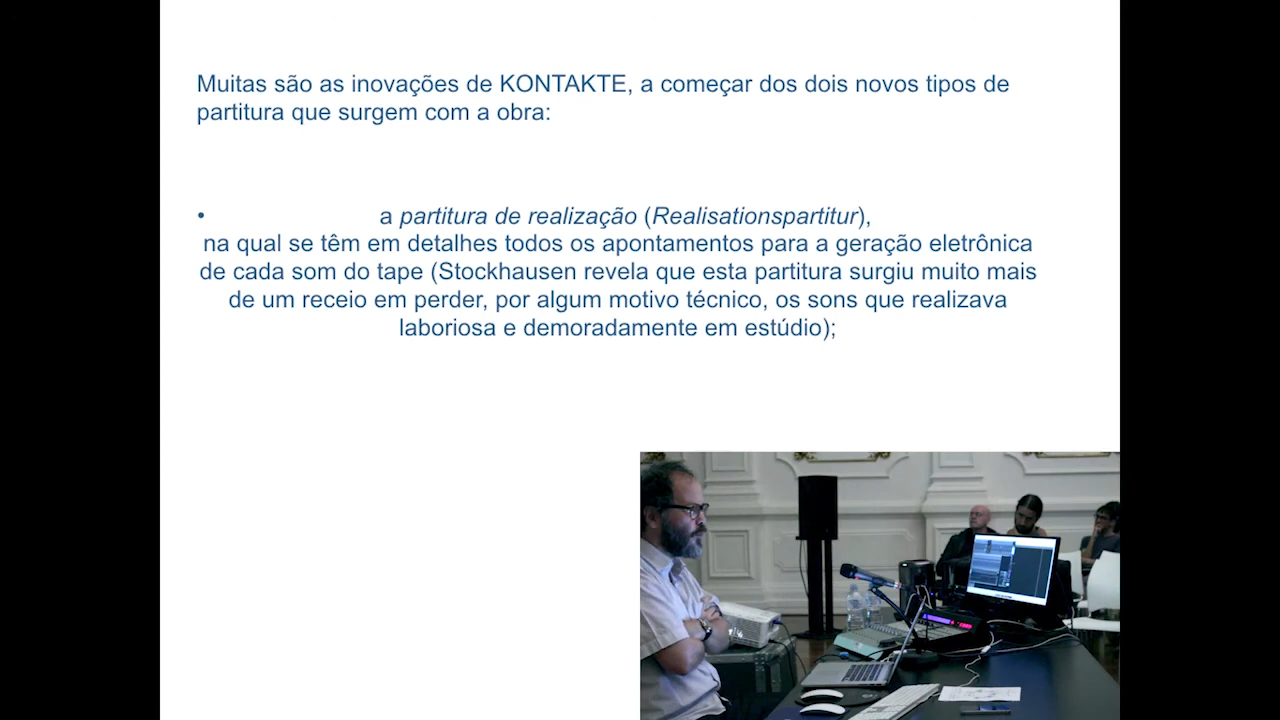 Muitas são as inovações de KONTAKTE, a começar dos dois novos tipos de
partitura que surgem com a obra:
• a partitura de realização (Realisationspartitur),
na qual se têm em detalhes todos os apontamentos para a geração eletrônica
de cada som do tape (Stockhausen revela que esta partitura surgiu muito mais
de um receio em perder, por algum motivo técnico, os sons que realizava
laboriosa e demoradamente em estúdio);